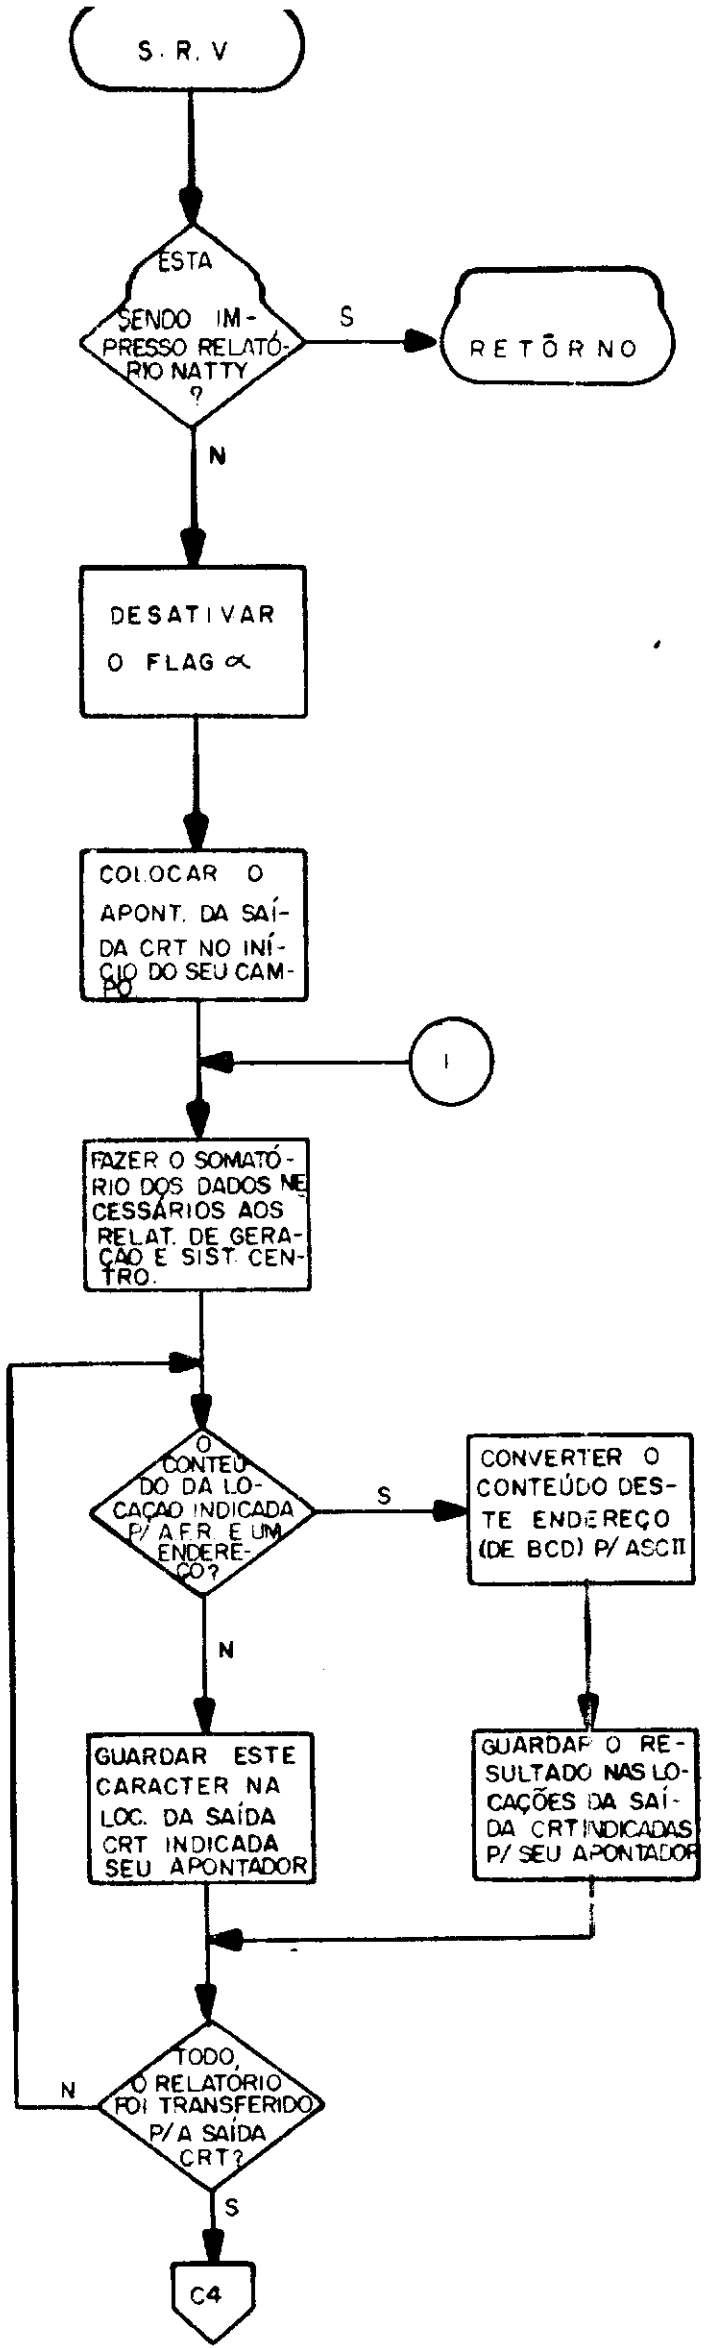 S. R. V
ESTA
SENDO IM-
PRESSO RELATÓ-
RIO NATTY
?
S
RETÔRNO
N
DESATIVAR
O FLAG ∝
COLOCAR O
APONT. DA SAÍ-
DA CRT NO INÍ-
CIO DO SEU CAM-
PO
1
FAZER O SOMATÓ-
RIO DOS DADOS NE
CESSÁRIOS AOS
RELAT. DE GERA-
ÇÃO E SIST. CEN-
TRO.
O
CONTEU
DO DA LO-
CAÇAO INDICADA
P/ A.F.R. E UM
ENDERE-
ÇO?
S
CONVERTER O
CONTEÚDO DES-
TE ENDEREÇO
(DE BCD) P/ ASCII
N
GUARDAR ESTE
CARACTER NA
LOC. DA SAÍDA
CRT INDICADA
SEU APONTADOR
GUARDAR O RE-
SULTADO NAS LO-
CAÇÕES DA SAÍ-
DA CRT INDICADAS
P/ SEU APONTADOR
TODO,
O RELATÓRIO
FOI TRANSFERIDO
P/ A SAÍDA
CRT?
N
S
C4